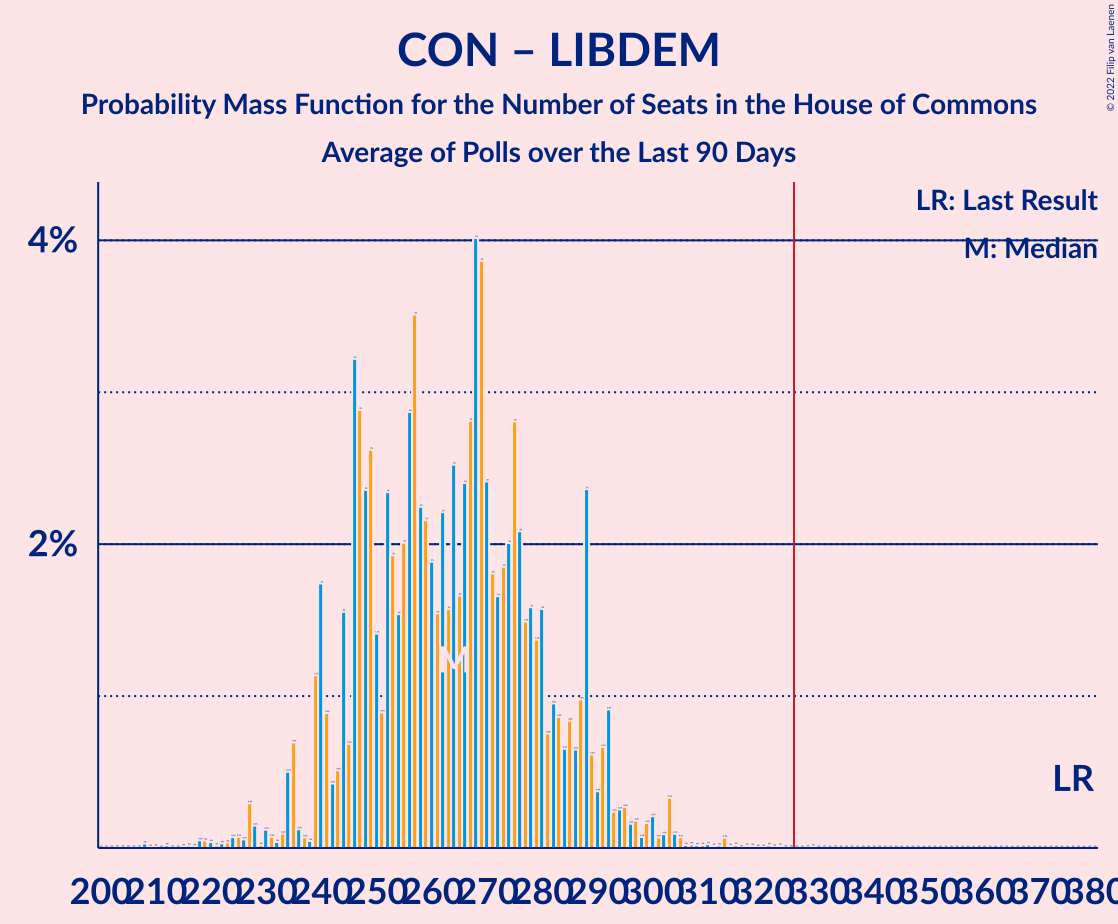 CON – LIBDEM
Probability Mass Function for the Number of Seats in the House of Commons
Average of Polls over the Last 90 Days
© 2022 Filip van Laenen
LR: Last Result
M: Median
4%
2%
M
LR
200 210 220 230 240 250 260 270 280 290 300 310 320 330 340 350 360 370 380